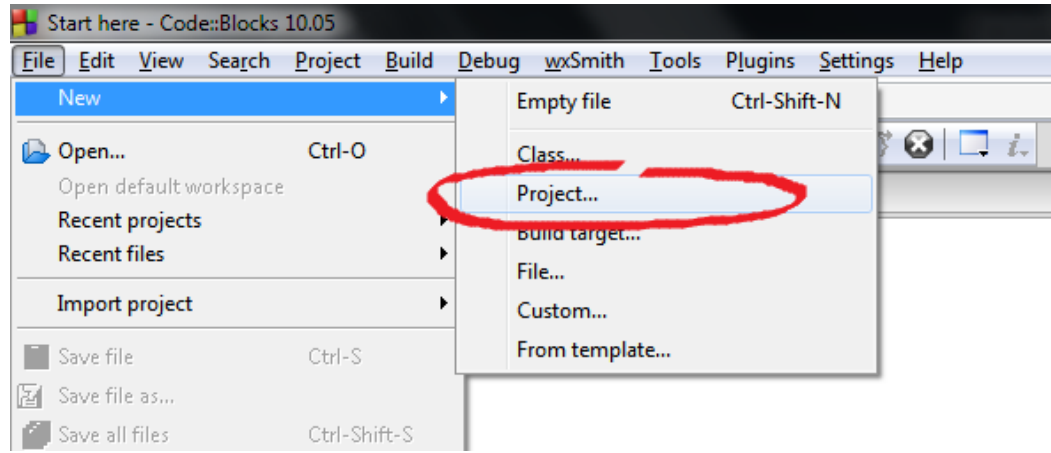 Start here - Code::Blocks 10.05
File Edit View Search Project Build Debug wxSmith Tools Plugins Settings Help
New
Open... Ctrl-O
Open default workspace
Recent projects
Recent files
Import project
Save file Ctrl-S
Save file as...
Save all files Ctrl-Shift-S
Empty file Ctrl-Shift-N
Class...
Project...
Build target...
File...
Custom...
From template...